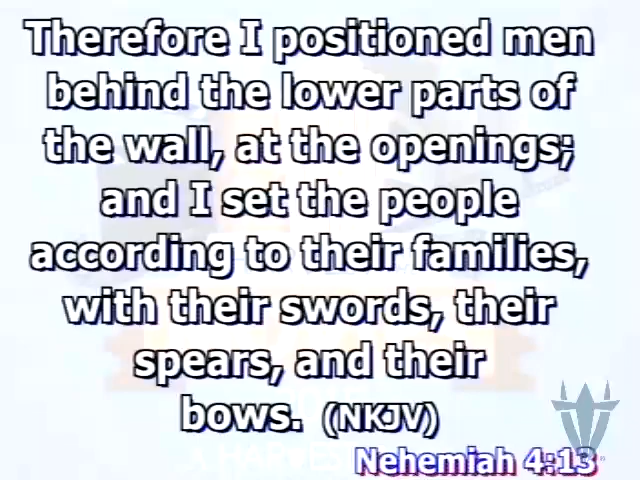 Therefore I positioned men
behind the lower parts of
the wall, at the openings;
and I set the people
according to their families,
with their swords, their
spears, and their
bows. (NKJV)
Nehemiah 4:13